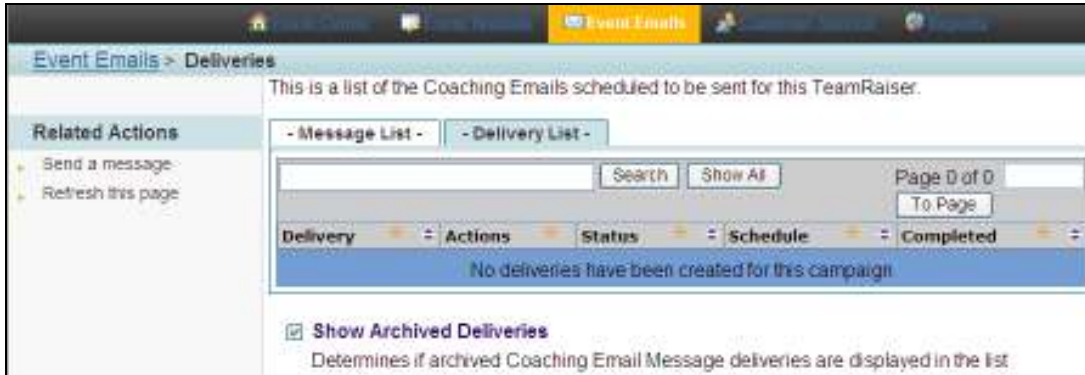 Event Emails
Event Emails > Deliveries
This is a list of the Coaching Emails scheduled to be sent for this TeamRaiser.
Related Actions
Send a message
Refresh this page
- Message List -
- Delivery List -
Search
Show All
Page 0 of 0
To Page
Delivery Actions Status Schedule Completed
No deliveries have been created for this campaign
Show Archived Deliveries
Determines if archived Coaching Email Message deliveries are displayed in the list